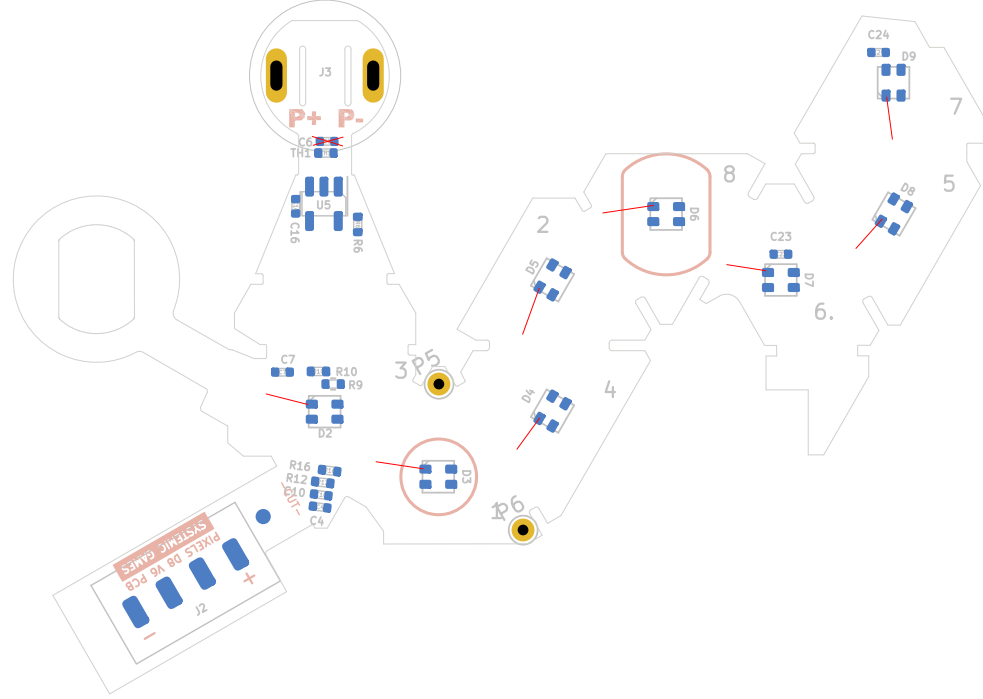 C24
D9
J3
7
P+ P-
C6
TH1
8
5
D8
U5
D6
C16
R6
2
C23
D5
D7
6.
P5
C7
R10
3
R9
4
D4
D2
R16
D3
R12
C10
-CUT-
1
P6
C4
SYSTEMIC GAMES
PIXELS D8 V6 PCB
+
J2
−